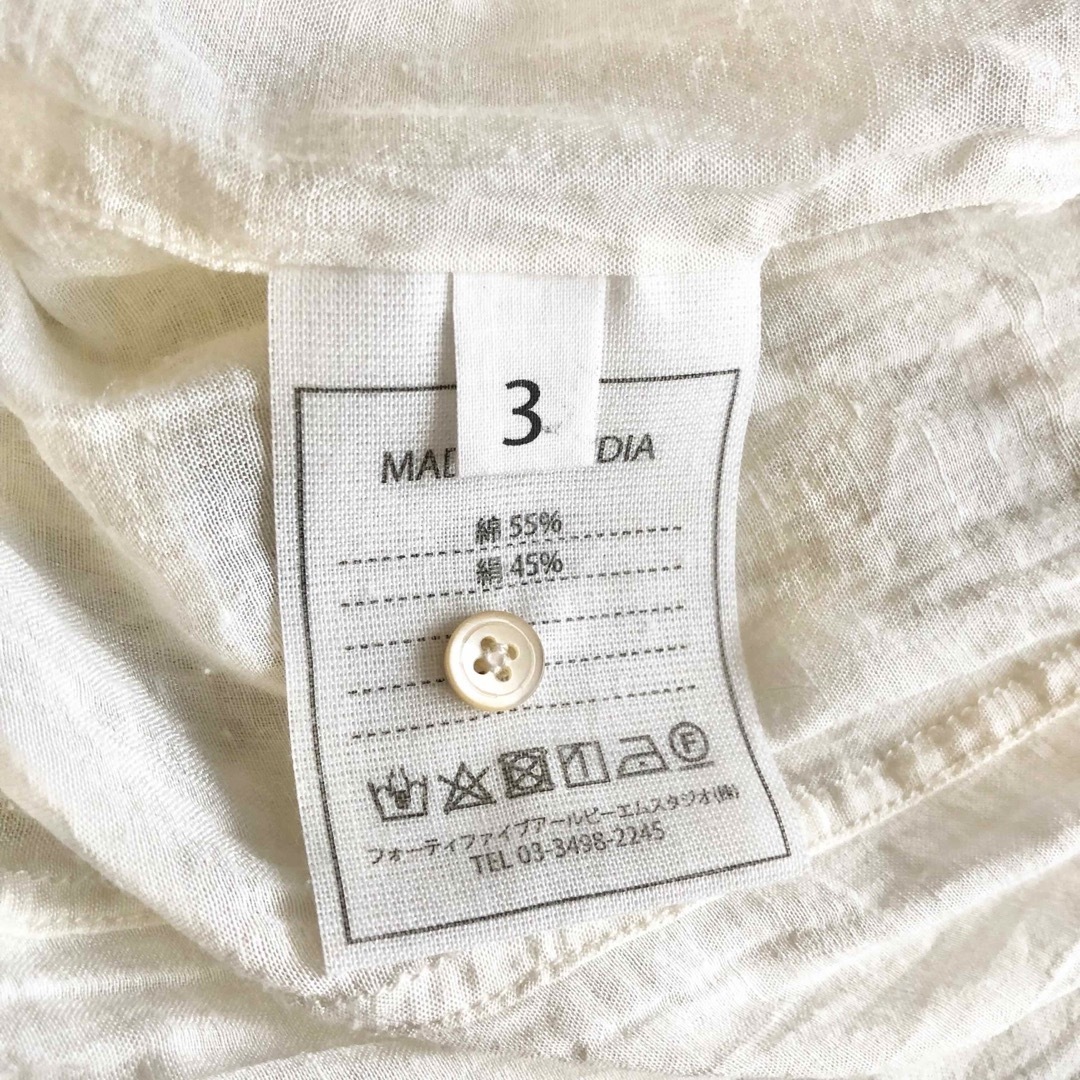 3
MAD DIA
綿 55%
絹 45%
F
フォーティファイブアールピーエムスタジオ(株)
TEL 03-3498-2245